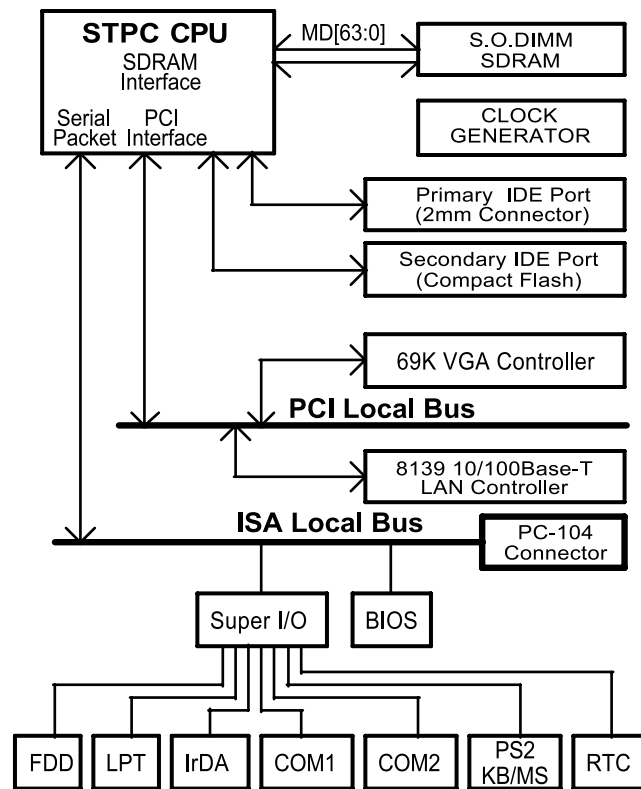 STPC CPU
SDRAM
Interface
Serial
Packet
PCI
Interface
MD[63:0]
S.O.DIMM
SDRAM
CLOCK
GENERATOR
Primary IDE Port
(2mm Connector)
Secondary IDE Port
(Compact Flash)
69K VGA Controller
PCI Local Bus
8139 10/100Base-T
LAN Controller
ISA Local Bus
PC-104
Connector
Super I/O
BIOS
FDD
LPT
IrDA
COM1
COM2
PS2
KB/MS
RTC